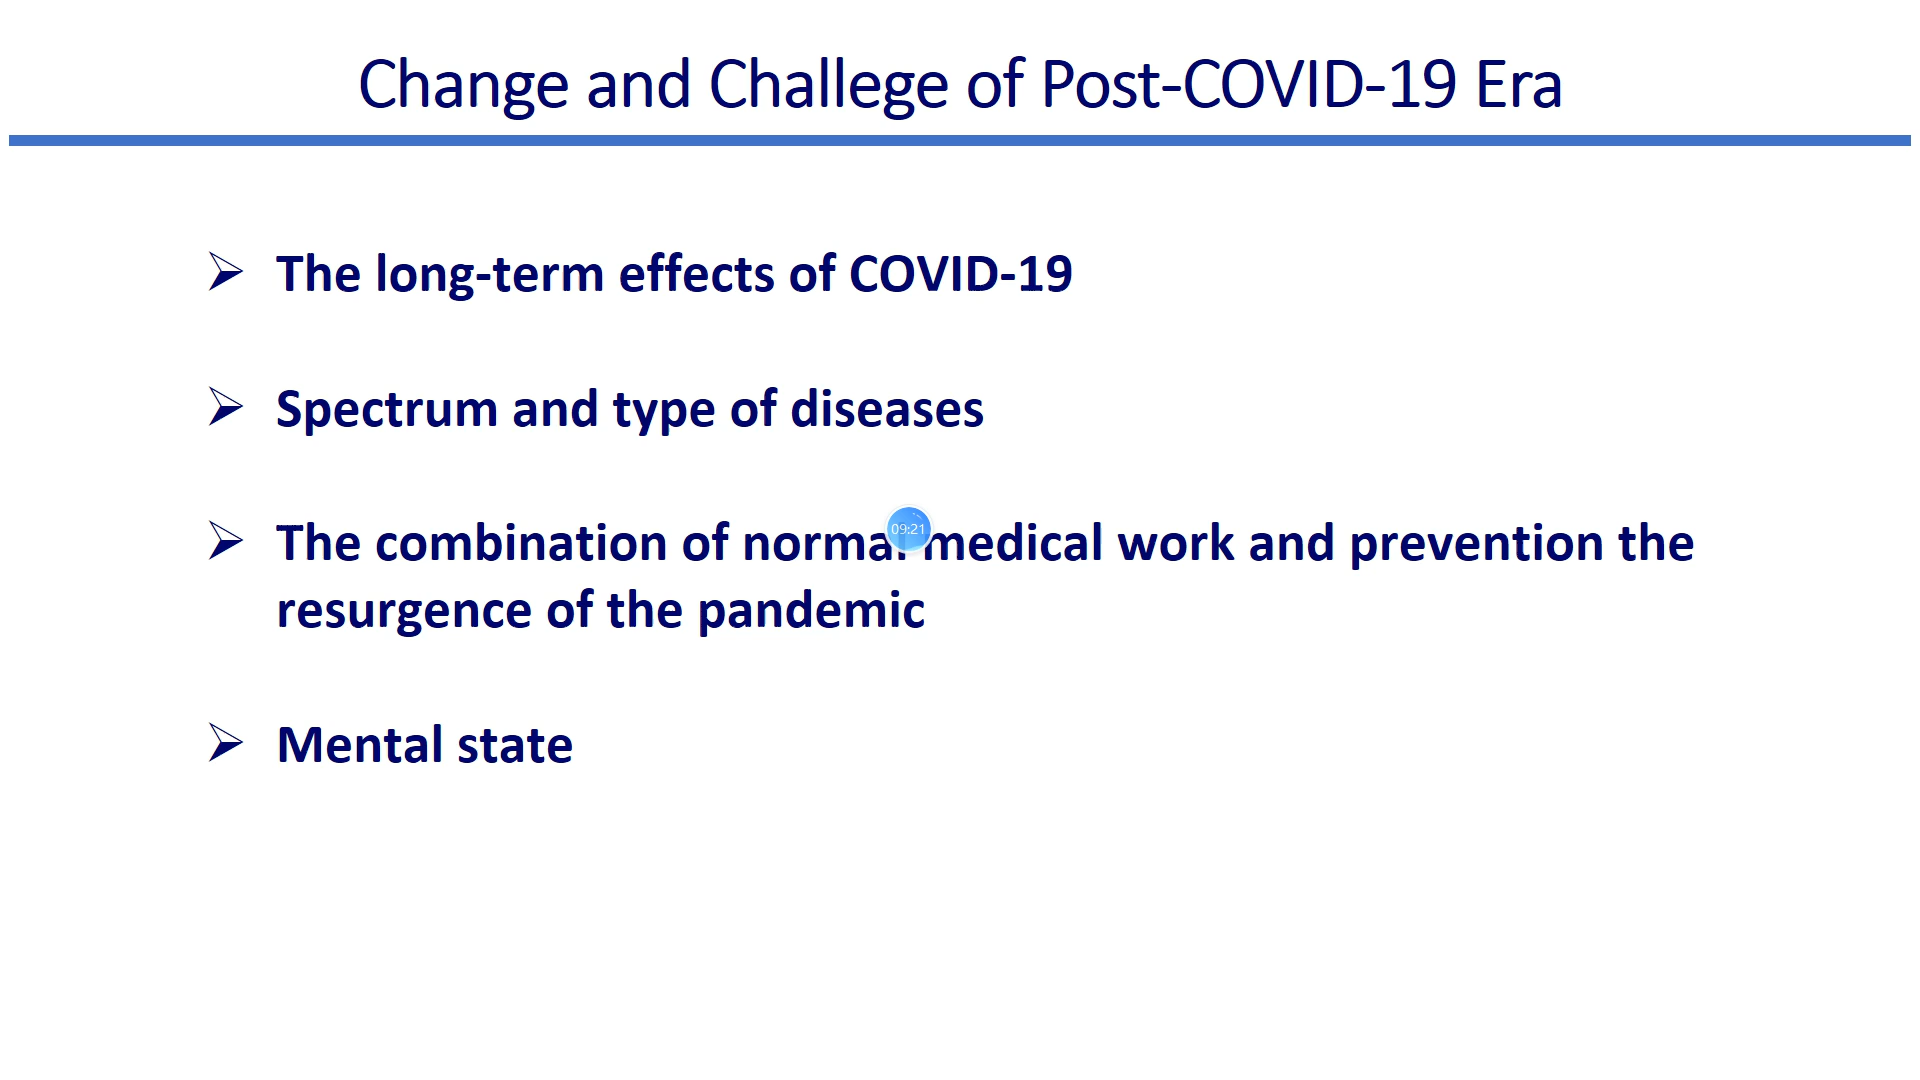 Change and Challege of Post-COVID-19 Era
The long-term effects of COVID-19
Spectrum and type of diseases
The combination of normal medical work and prevention the
resurgence of the pandemic
Mental state
09:21